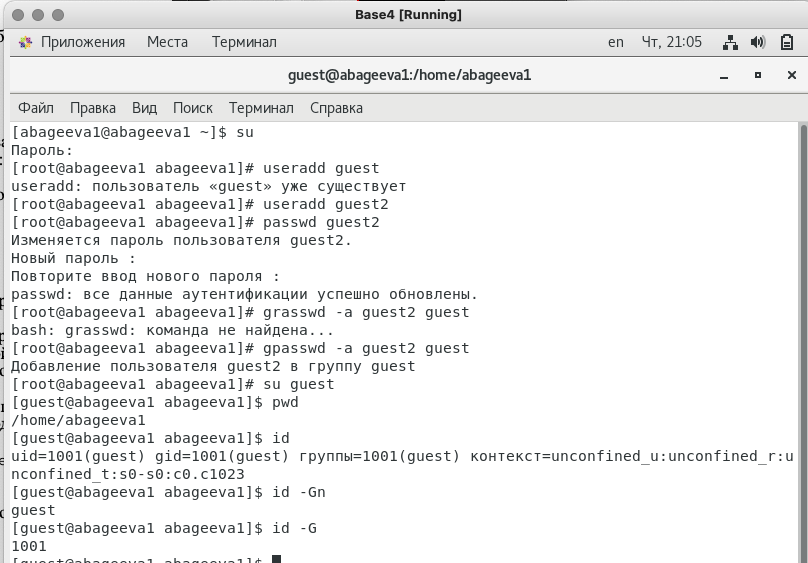 Base4 [Running]
Приложения Места Терминал en Чт, 21:05
guest@abageeva1:/home/abageeva1
Файл Правка Вид Поиск Терминал Справка
[abageeva1@abageeva1 ~]$ su
Пароль:
[root@abageeva1 abageeva1]# useradd guest
useradd: пользователь «guest» уже существует
[root@abageeva1 abageeva1]# useradd guest2
[root@abageeva1 abageeva1]# passwd guest2
Изменяется пароль пользователя guest2.
Новый пароль :
Повторите ввод нового пароля :
passwd: все данные аутентификации успешно обновлены.
[root@abageeva1 abageeva1]# grasswd -a guest2 guest
bash: grasswd: команда не найдена...
[root@abageeva1 abageeva1]# gpasswd -a guest2 guest
Добавление пользователя guest2 в группу guest
[root@abageeva1 abageeva1]# su guest
[guest@abageeva1 abageeva1]$ pwd
/home/abageeva1
[guest@abageeva1 abageeva1]$ id
uid=1001(guest) gid=1001(guest) группы=1001(guest) контекст=unconfined_u:unconfined_r:u
nconfined_t:s0-s0:c0.c1023
[guest@abageeva1 abageeva1]$ id -Gn
guest
[guest@abageeva1 abageeva1]$ id -G
1001
[guest@abageeva1 abageeva1]$